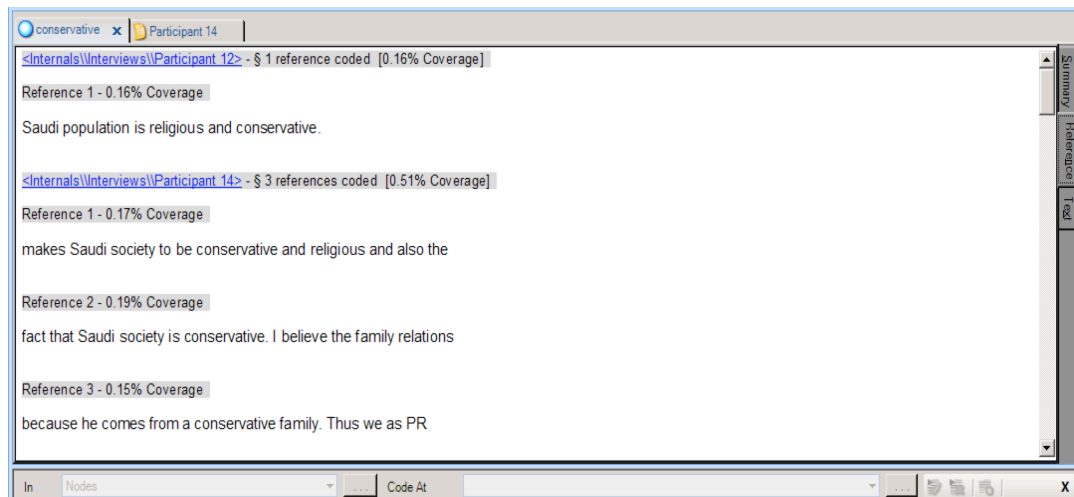 conservative x Participant 14
<Internals\\Interviews\\Participant 12> - § 1 reference coded [0.16% Coverage]
Reference 1 - 0.16% Coverage
Saudi population is religious and conservative.
<Internals\\Interviews\\Participant 14> - § 3 references coded [0.51% Coverage]
Reference 1 - 0.17% Coverage
makes Saudi society to be conservative and religious and also the
Reference 2 - 0.19% Coverage
fact that Saudi society is conservative. I believe the family relations
Reference 3 - 0.15% Coverage
because he comes from a conservative family. Thus we as PR
Summary
Reference
Text
In Nodes ... Code At ... X